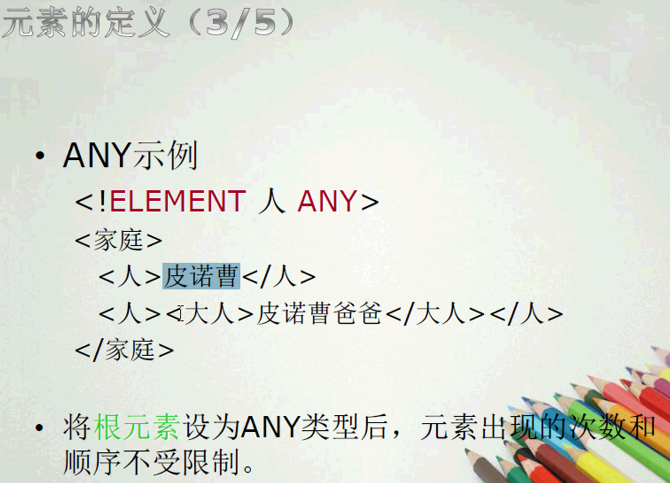 元素的定义（3/5）
• ANY示例
<!ELEMENT 人 ANY>
<家庭>
<人>皮诺曹</人>
<人><大人>皮诺曹爸爸</大人></人>
</家庭>
• 将根元素设为ANY类型后，元素出现的次数和
顺序不受限制。